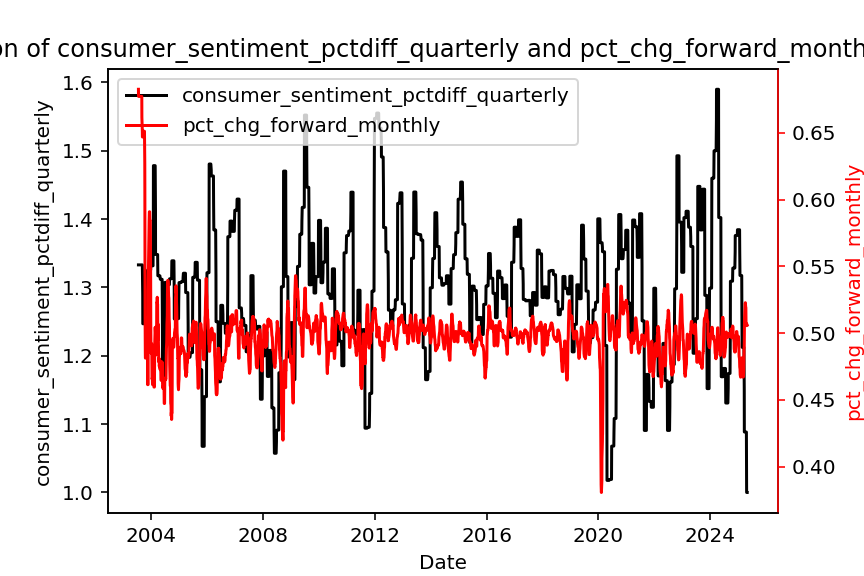 on of consumer_sentiment_pctdiff_quarterly and pct_chg_forward_month
consumer_sentiment_pctdiff_quarterly
pct_chg_forward_monthly
consumer_sentiment_pctdiff_quarterly
1.6
1.5
1.4
1.3
1.2
1.1
1.0
0.65
0.60
0.55
0.50
0.45
0.40
pct_chg_forward_monthly
2004 2008 2012 2016 2020 2024
Date